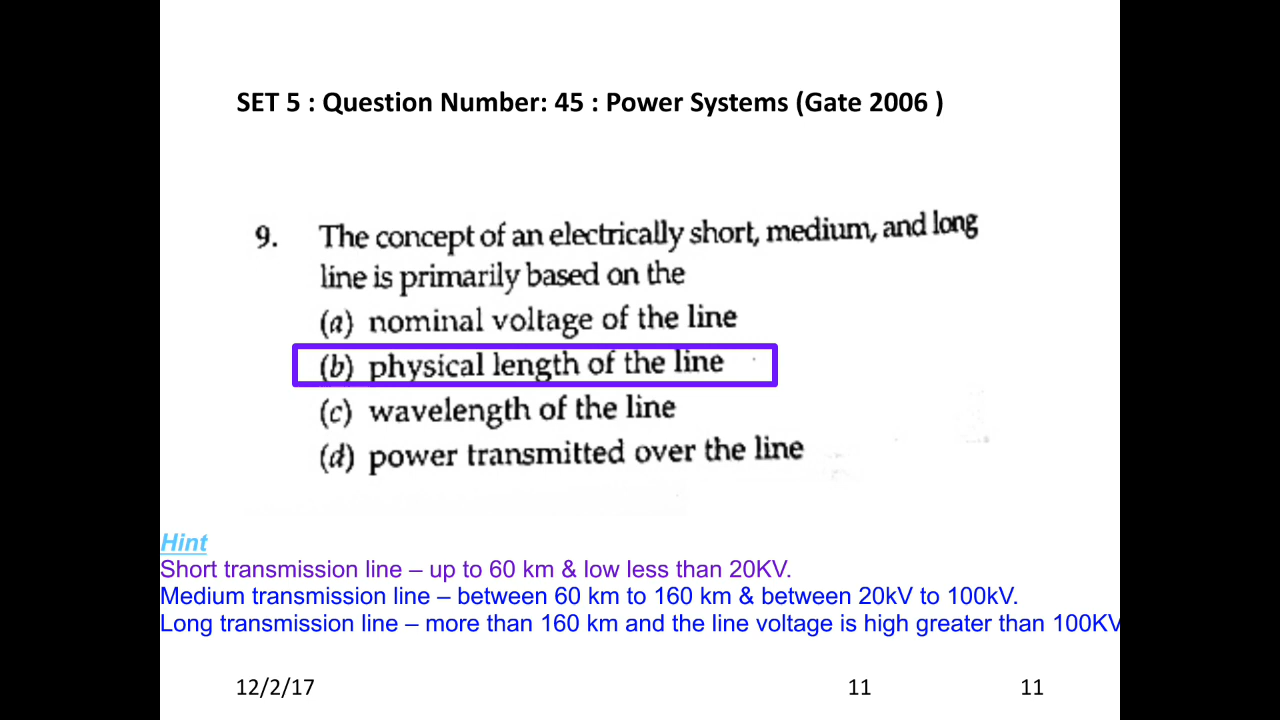 SET 5 : Question Number: 45 : Power Systems (Gate 2006 )
9. The concept of an electrically short, medium, and long
line is primarily based on the
(a) nominal voltage of the line
(b) physical length of the line
(c) wavelength of the line
(d) power transmitted over the line
Hint
Short transmission line – up to 60 km & low less than 20KV.
Medium transmission line – between 60 km to 160 km & between 20kV to 100kV.
Long transmission line – more than 160 km and the line voltage is high greater than 100KV
12/2/17 11 11